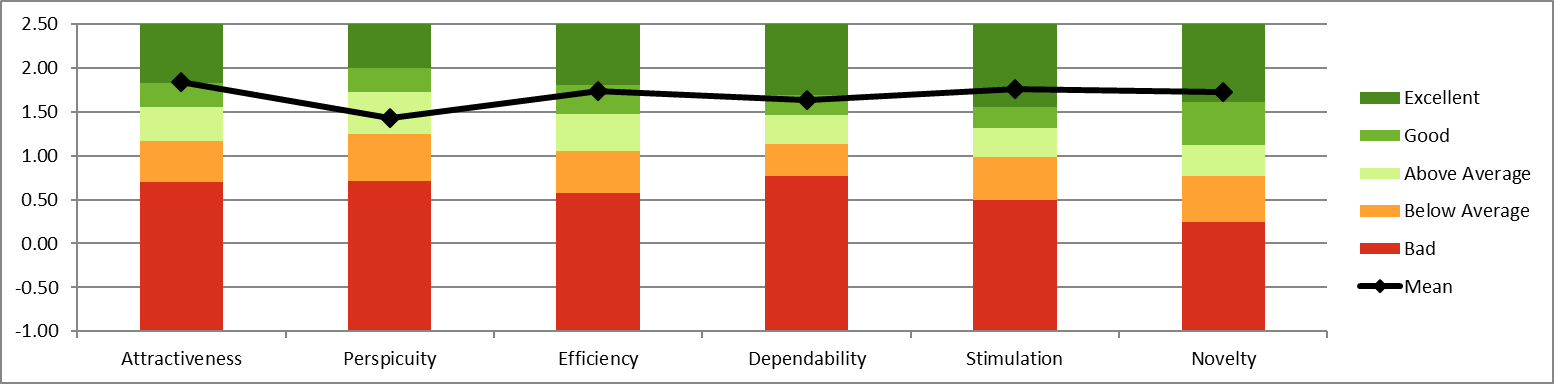 2.50
2.00
1.50
1.00
0.50
0.00
-0.50
-1.00
Attractiveness
Perspicuity
Efficiency
Dependability
Stimulation
Novelty
Excellent
Good
Above Average
Below Average
Bad
Mean